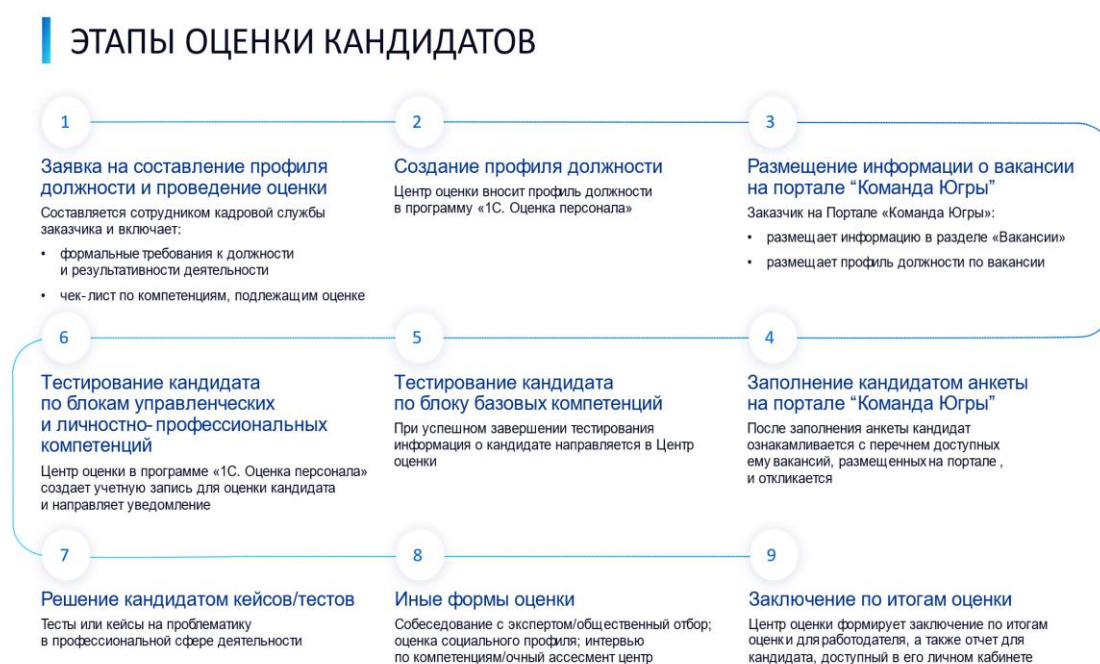 ЭТАПЫ ОЦЕНКИ КАНДИДАТОВ
1
Заявка на составление профиля
должности и проведение оценки
Составляется сотрудником кадровой службы
заказчика и включает:
• формальные требования к должности
и результативности деятельности
• чек-лист по компетенциям, подлежащим оценке
2
Создание профиля должности
Центр оценки вносит профиль должности
в программу «1С. Оценка персонала»
3
Размещение информации о вакансии
на портале “Команда Югры”
Заказчик на Портале «Команда Югры»:
• размещает информацию в разделе «Вакансии»
• размещает профиль должности по вакансии
4
Заполнение кандидатом анкеты
на портале “Команда Югры”
После заполнения анкеты кандидат
ознакамливается с перечнем доступных
ему вакансий, размещенных на портале ,
и откликается
5
Тестирование кандидата
по блоку базовых компетенций
При успешном завершении тестирования
информация о кандидате направляется в Центр
оценки
6
Тестирование кандидата
по блокам управленческих
и личностно-профессиональных
компетенций
Центр оценки в программе «1С. Оценка персонала»
создает учетную запись для оценки кандидата
и направляет уведомление
7
Решение кандидатом кейсов/тестов
Тесты или кейсы на проблематику
в профессиональной сфере деятельности
8
Иные формы оценки
Собеседование с экспертом/общественный отбор;
оценка социального профиля; интервью
по компетенциям/очный ассесмент центр
9
Заключение по итогам оценки
Центр оценки формирует заключение по итогам
оценки для работодателя, а также отчет для
кандидата, доступный в его личном кабинете